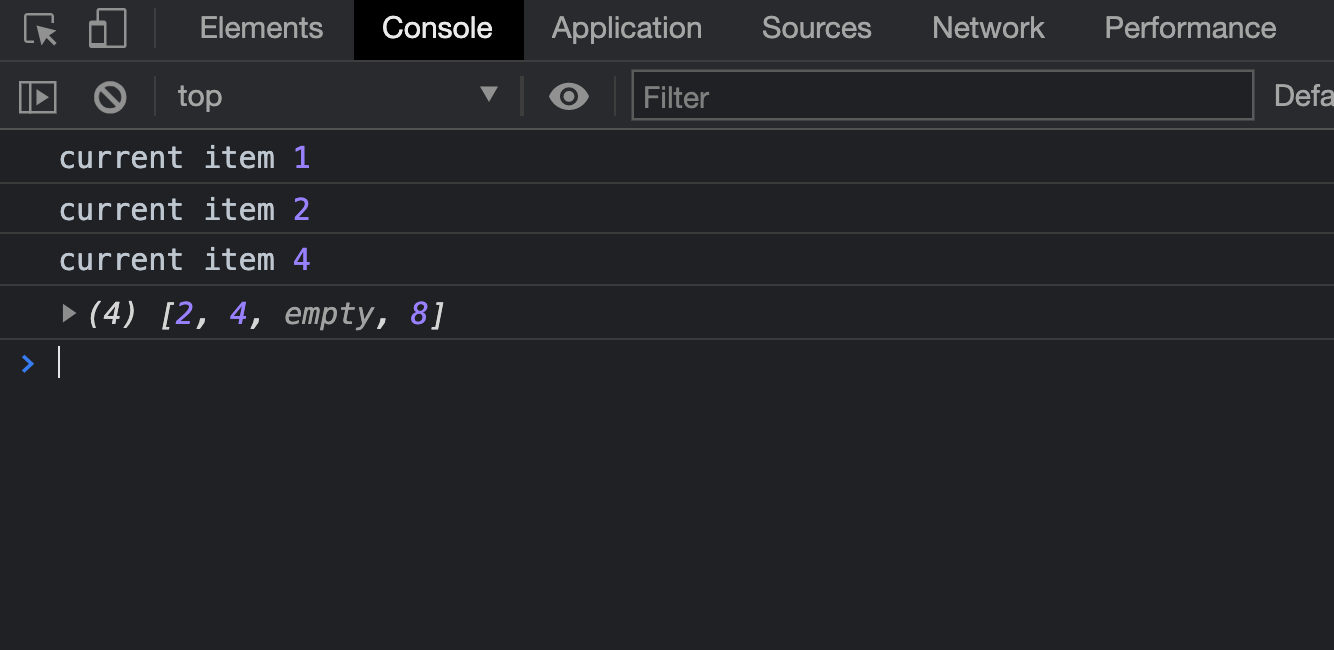 Elements Console Application Sources Network Performance
top Filter Defa
current item 1
current item 2
current item 4
(4) [2, 4, empty, 8]